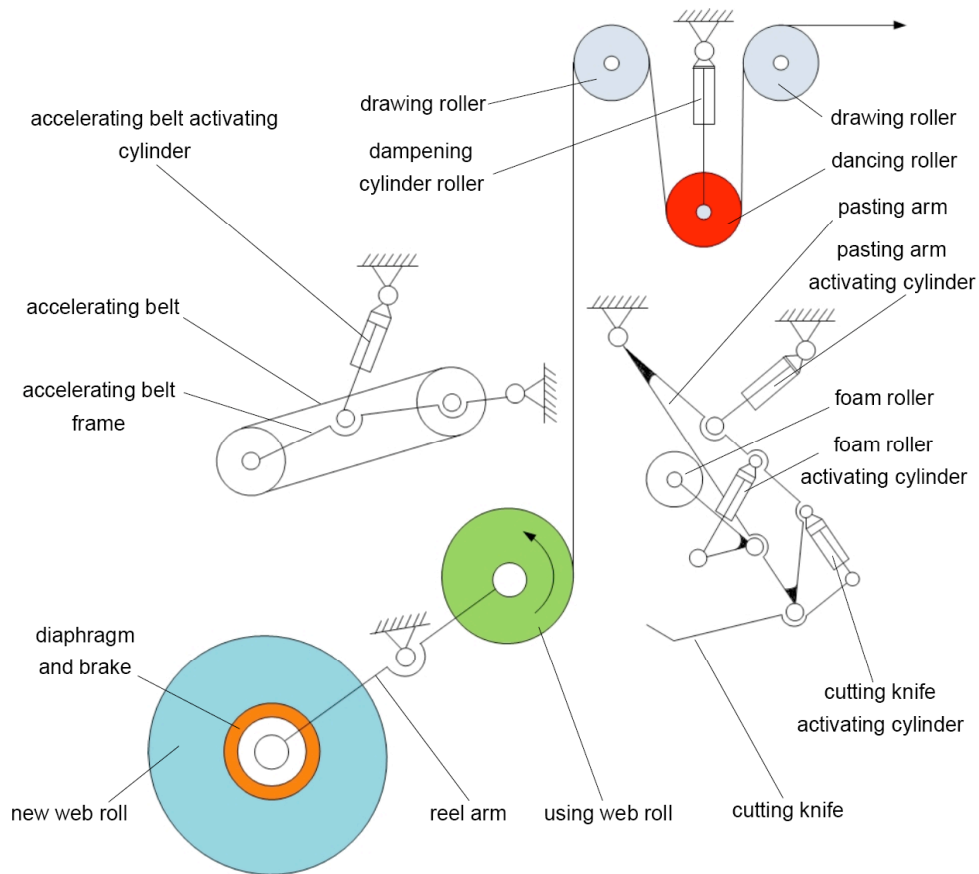 drawing roller
drawing roller
accelerating belt activating
cylinder
dampening
cylinder roller
dancing roller
pasting arm
pasting arm
activating cylinder
accelerating belt
accelerating belt
frame
foam roller
foam roller
activating cylinder
diaphragm
and brake
cutting knife
activating cylinder
new web roll
reel arm
using web roll
cutting knife